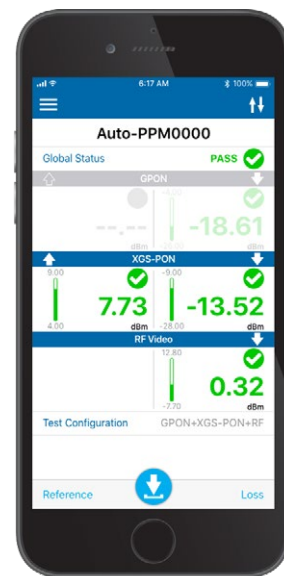 6:17 AM
100%
Auto-PPM0000
Global Status PASS
GPON
--.-- -18.61
dBm dBm
XGS-PON
9.00 -9.00
7.73 -13.52
4.00 dBm -28.00 dBm
RF Video
12.80
0.32
-7.70 dBm
Test Configuration GPON+XGS-PON+RF
Reference Loss